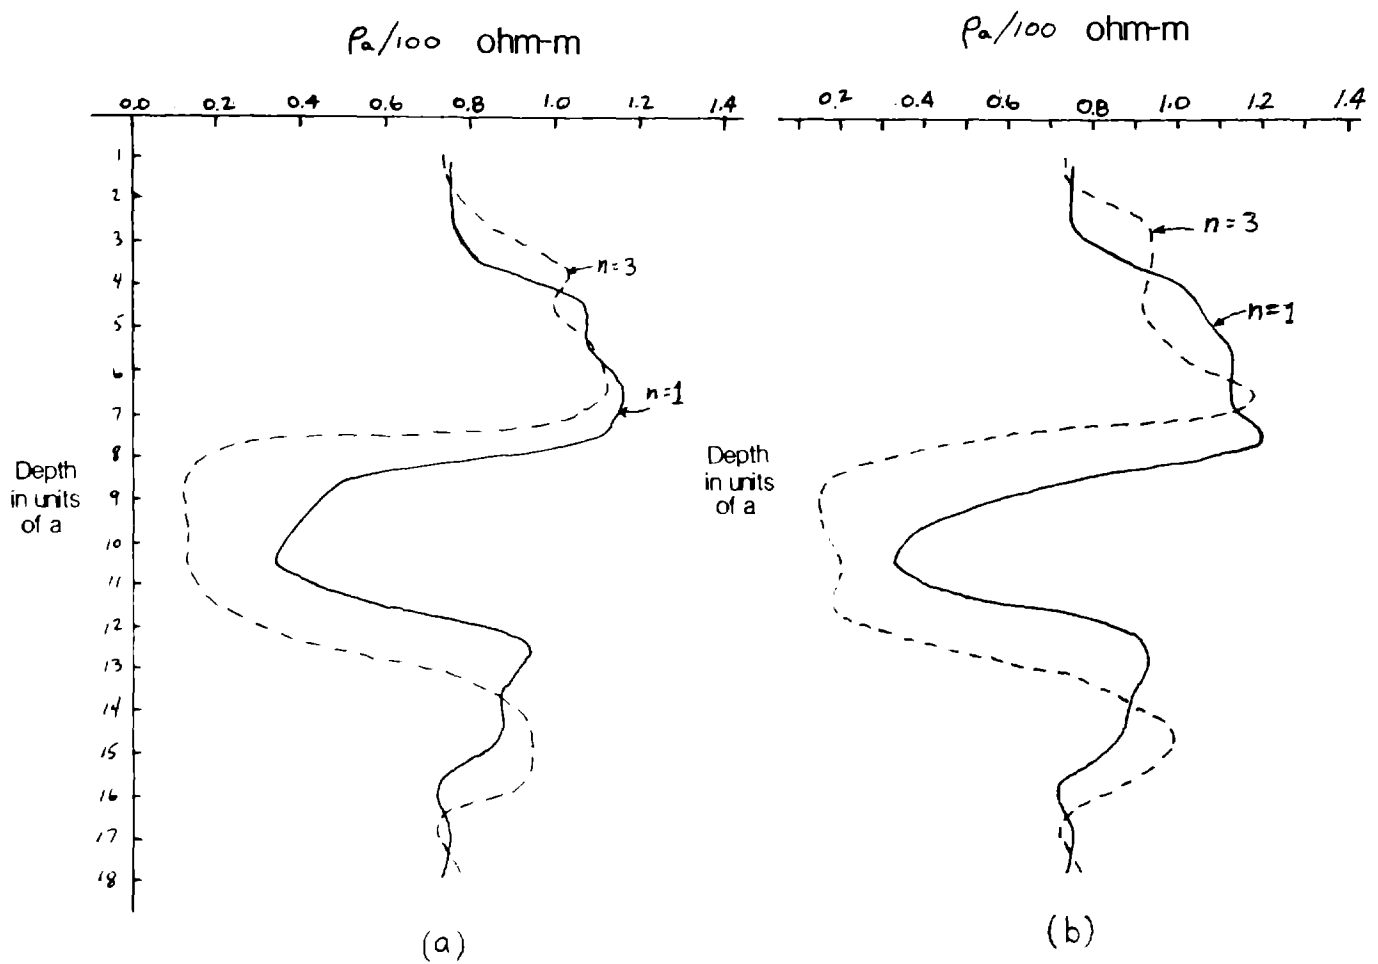 ρa/100 ohm-m
0.0 0.2 0.4 0.6 0.8 1.0 1.2 1.4
1
2
3
4
5
6
7
8
9
10
11
12
13
14
15
16
17
18
n=3
n=1
Depth
in units
of a
(a)
ρa/100 ohm-m
0.2 0.4 0.6 0.8 1.0 1.2 1.4
n=3
n=1
Depth
in units
of a
(b)